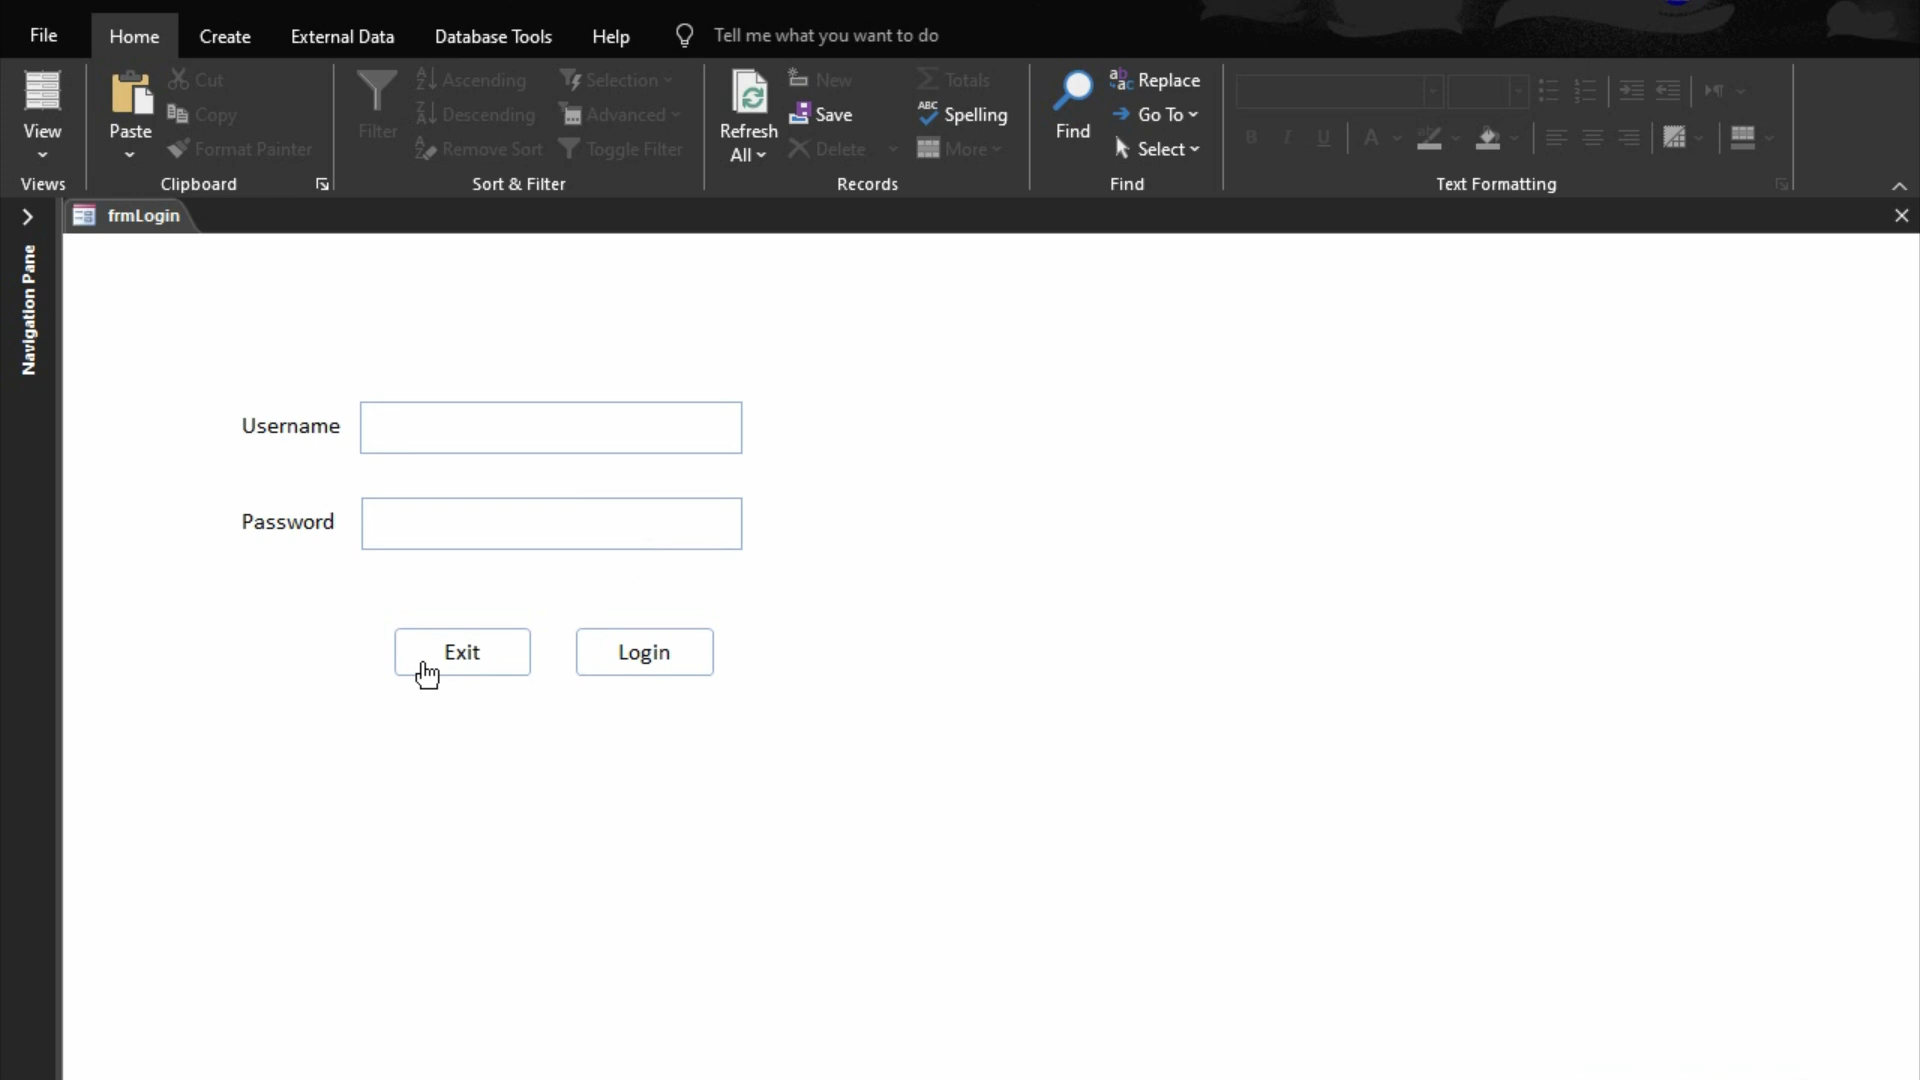 File Home Create External Data Database Tools Help Tell me what you want to do
View
Views
Paste
Cut
Copy
Format Painter
Clipboard
Filter
Ascending
Descending
Remove Sort
Selection
Advanced
Toggle Filter
Sort & Filter
Refresh
All
New
Save
Delete
Totals
ABC
Spelling
More
Records
Find
Replace
Go To
Select
Find
B I U A
Text Formatting
frmLogin
Navigation Pane
Username
Password
Exit Login